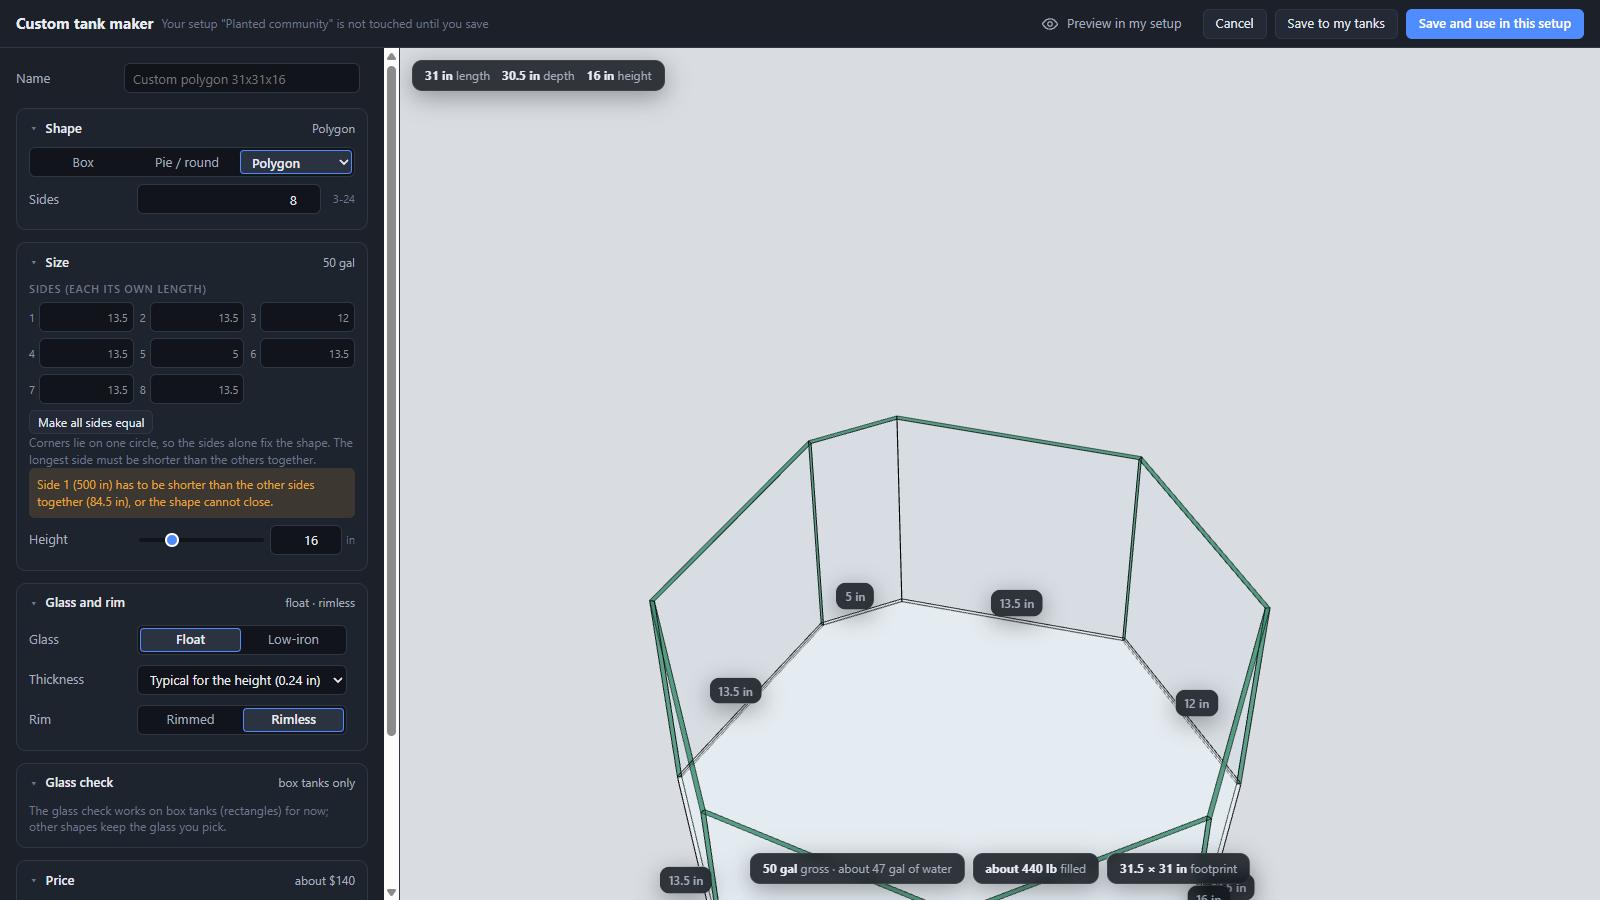 Custom tank maker Your setup "Planted community" is not touched until you save
Preview in my setup Cancel Save to my tanks Save and use in this setup
Name Custom polygon 31x31x16
Shape Polygon
Box Pie / round Polygon
Sides 8 3-24
Size 50 gal
SIDES (EACH ITS OWN LENGTH)
1 13.5 2 13.5 3 12
4 13.5 5 5 6 13.5
7 13.5 8 13.5
Make all sides equal
Corners lie on one circle, so the sides alone fix the shape. The
longest side must be shorter than the others together.
Side 1 (500 in) has to be shorter than the other sides
together (84.5 in), or the shape cannot close.
Height 16 in
Glass and rim float · rimless
Glass Float Low-iron
Thickness Typical for the height (0.24 in)
Rim Rimmed Rimless
Glass check box tanks only
The glass check works on box tanks (rectangles) for now;
other shapes keep the glass you pick.
Price about $140
31 in length 30.5 in depth 16 in height
5 in
13.5 in
13.5 in
12 in
13.5 in
50 gal gross · about 47 gal of water
about 440 lb filled
31.5 × 31 in footprint
16 in